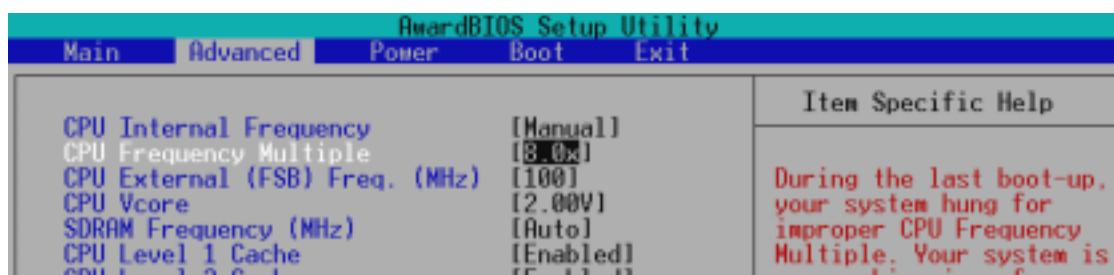 AwardBIOS Setup Utility
Main Advanced Power Boot Exit
Item Specific Help
CPU Internal Frequency [Manual]
CPU Frequency Multiple [8.0x]
CPU External (FSB) Freq. (MHz) [100]
CPU Vcore [2.00V]
SDRAM Frequency (MHz) [Auto]
CPU Level 1 Cache [Enabled]
During the last boot-up,
your system hung for
improper CPU Frequency
Multiple. Your system is